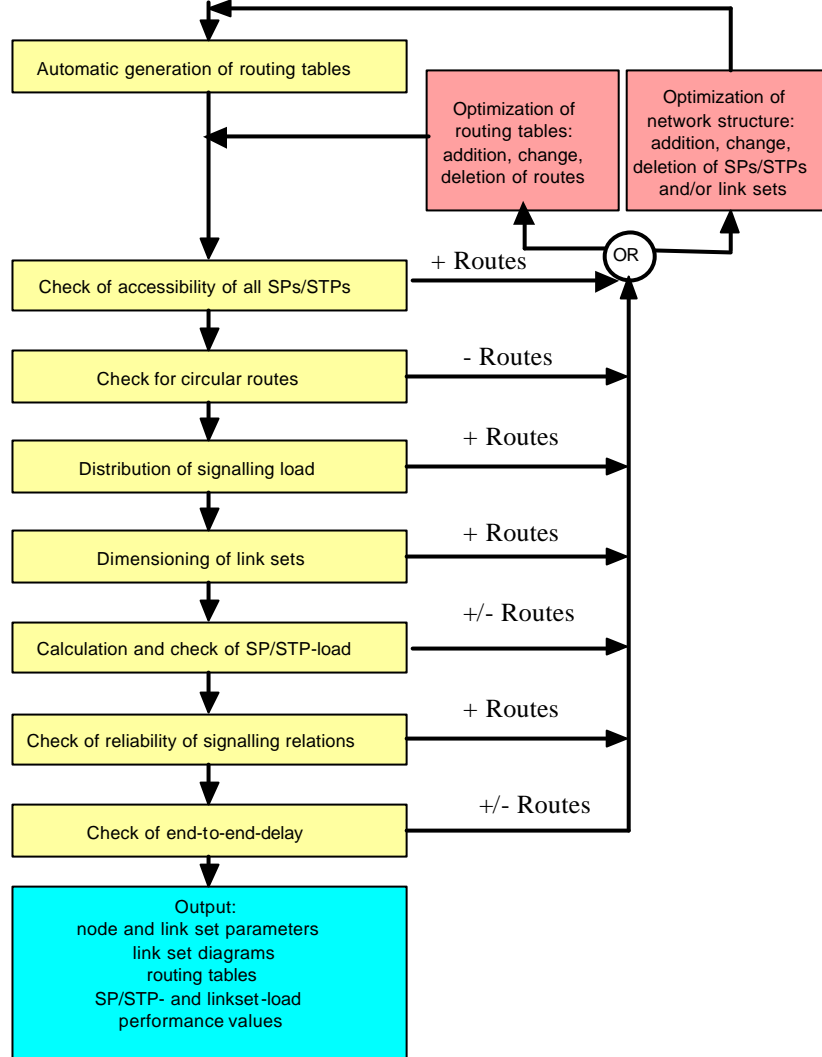 Automatic generation of routing tables
Optimization of
routing tables:
addition, change,
deletion of routes
Optimization of
network structure:
addition, change,
deletion of SPs/STPs
and/or link sets
OR
Check of accessibility of all SPs/STPs
+ Routes
Check for circular routes
- Routes
Distribution of signalling load
+ Routes
Dimensioning of link sets
+ Routes
Calculation and check of SP/STP-load
+/- Routes
Check of reliability of signalling relations
+ Routes
Check of end-to-end-delay
+/- Routes
Output:
node and link set parameters
link set diagrams
routing tables
SP/STP- and linkset-load
performance values